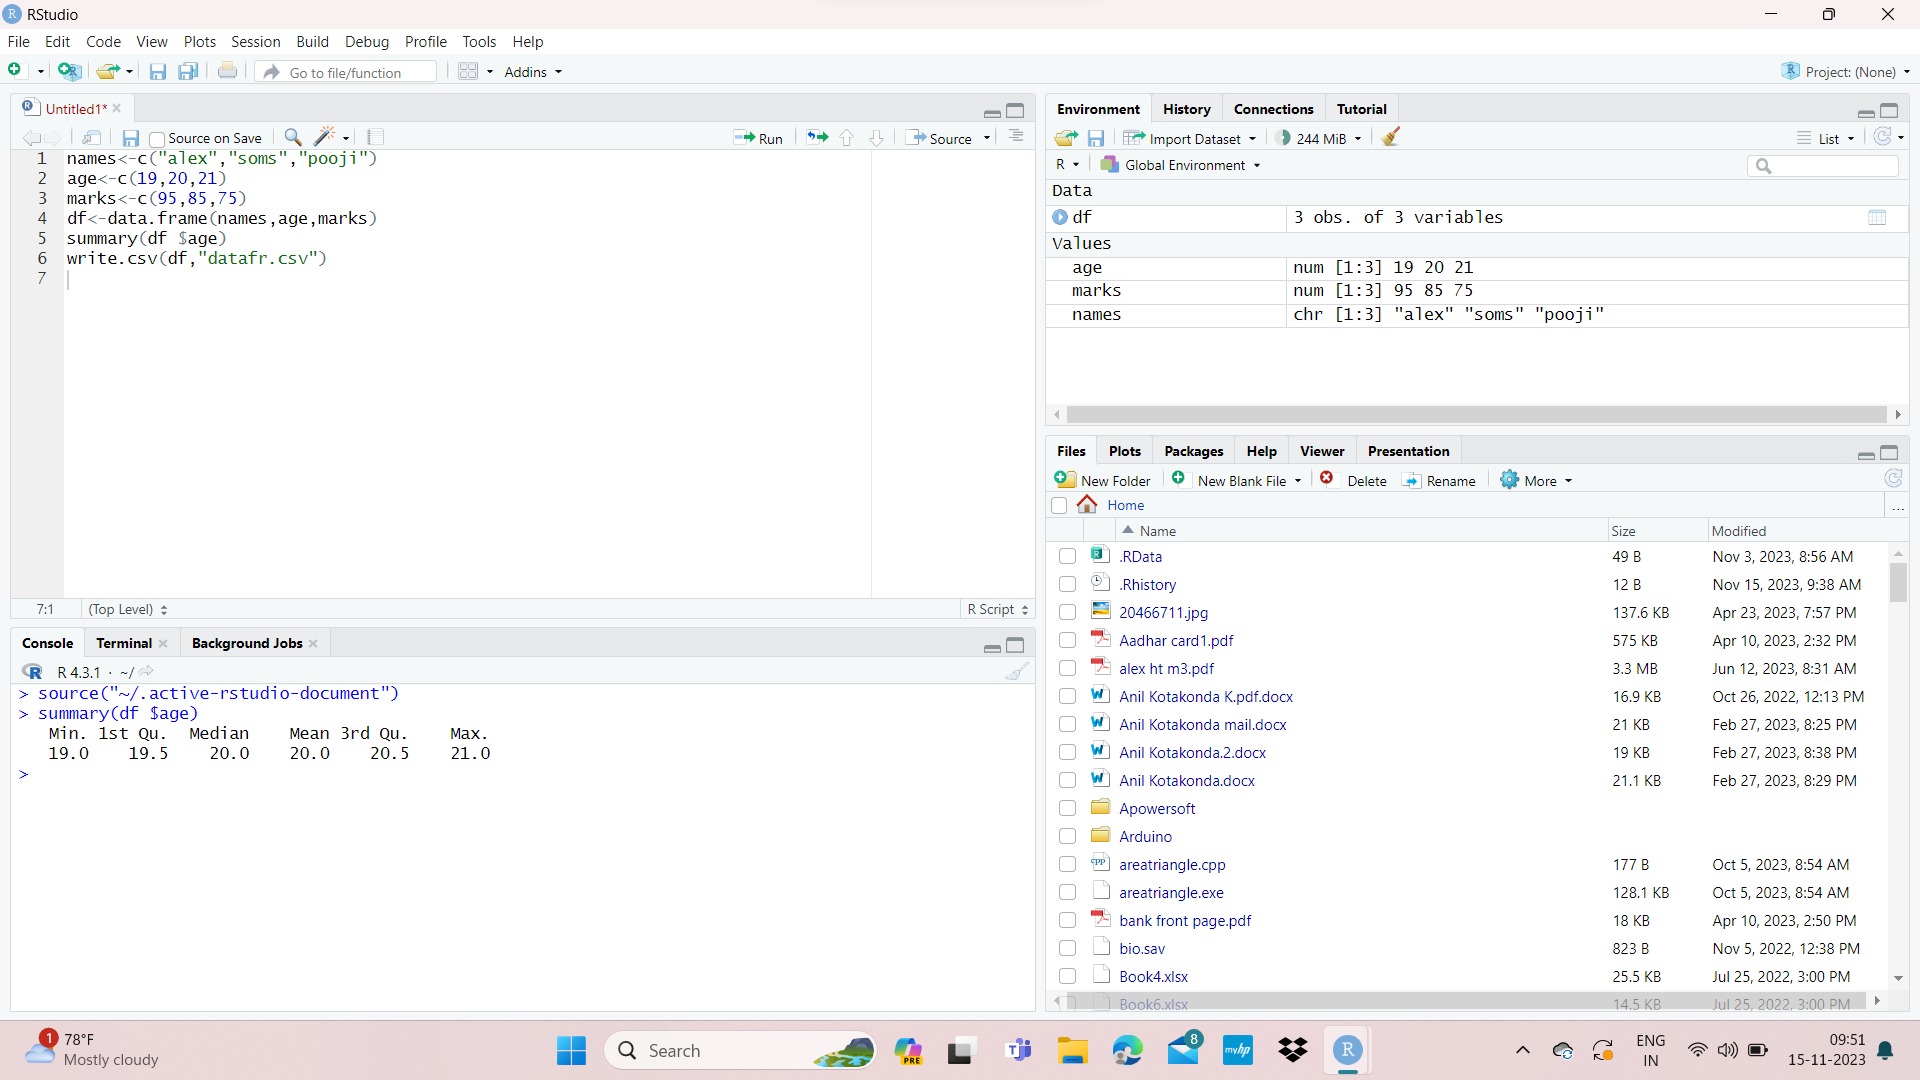 RStudio
File Edit Code View Plots Session Build Debug Profile Tools Help
Go to file/function Addins Project: (None)
Untitled1*
Source on Save Run Source
1 names<-c("alex","soms","pooji")
2 age<-c(19,20,21)
3 marks<-c(95,85,75)
4 df<-data.frame(names,age,marks)
5 summary(df $age)
6 write.csv(df,"datafr.csv")
7
7:1 (Top Level) R Script
Console Terminal Background Jobs
R 4.3.1 · ~/
> source("~/.active-rstudio-document")
> summary(df $age)
Min. 1st Qu. Median Mean 3rd Qu. Max.
19.0 19.5 20.0 20.0 20.5 21.0
>
Environment History Connections Tutorial
Import Dataset 244 MiB List
R Global Environment
Data
df 3 obs. of 3 variables
Values
age num [1:3] 19 20 21
marks num [1:3] 95 85 75
names chr [1:3] "alex" "soms" "pooji"
Files Plots Packages Help Viewer Presentation
New Folder New Blank File Delete Rename More
Home ...
Name Size Modified
.RData 49 B Nov 3, 2023, 8:56 AM
.Rhistory 12 B Nov 15, 2023, 9:38 AM
20466711.jpg 137.6 KB Apr 23, 2023, 7:57 PM
Aadhar card1.pdf 575 KB Apr 10, 2023, 2:32 PM
alex ht m3.pdf 3.3 MB Jun 12, 2023, 8:31 AM
Anil Kotakonda K.pdf.docx 16.9 KB Oct 26, 2022, 12:13 PM
Anil Kotakonda mail.docx 21 KB Feb 27, 2023, 8:25 PM
Anil Kotakonda.2.docx 19 KB Feb 27, 2023, 8:38 PM
Anil Kotakonda.docx 21.1 KB Feb 27, 2023, 8:29 PM
Apowersoft
Arduino
areatriangle.cpp 177 B Oct 5, 2023, 8:54 AM
areatriangle.exe 128.1 KB Oct 5, 2023, 8:54 AM
bank front page.pdf 18 KB Apr 10, 2023, 2:50 PM
bio.sav 823 B Nov 5, 2022, 12:38 PM
Book4.xlsx 25.5 KB Jul 25, 2022, 3:00 PM
Book6.xlsx 14.5 KB Jul 25, 2022, 3:00 PM
1 78°F
Mostly cloudy
Search PRE 8 myhp R
ENG
IN
09:51
15-11-2023